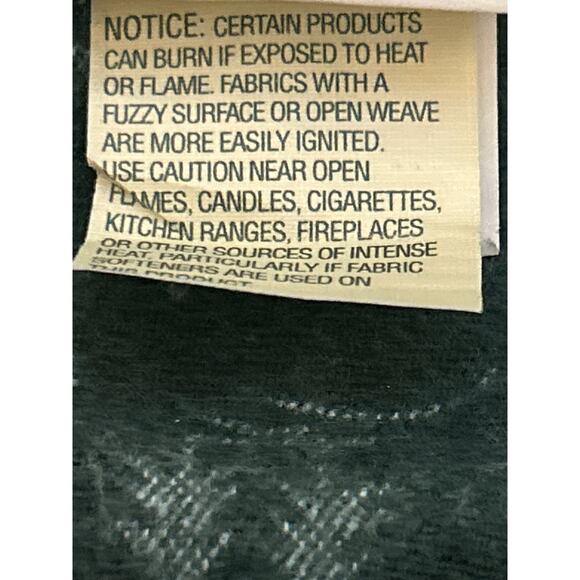 NOTICE: CERTAIN PRODUCTS
CAN BURN IF EXPOSED TO HEAT
OR FLAME. FABRICS WITH A
FUZZY SURFACE OR OPEN WEAVE
ARE MORE EASILY IGNITED.
USE CAUTION NEAR OPEN
FLAMES, CANDLES, CIGARETTES,
KITCHEN RANGES, FIREPLACES
OR OTHER SOURCES OF INTENSE
HEAT. PARTICULARLY IF FABRIC
SOFTENERS ARE USED ON
THIS PRODUCT